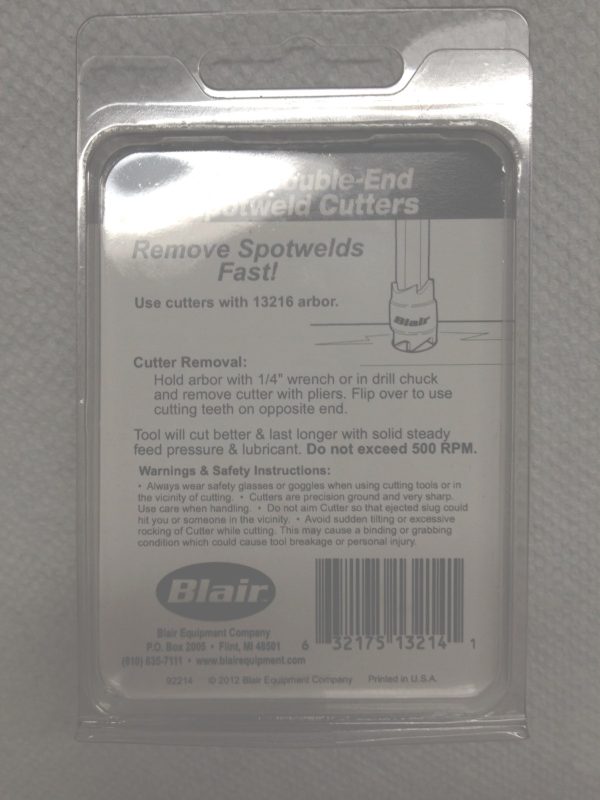 Double-End
Spotweld Cutters
Remove Spotwelds
Fast!
Use cutters with 13216 arbor.
Blair
Cutter Removal:
Hold arbor with 1/4" wrench or in drill chuck
and remove cutter with pliers. Flip over to use
cutting teeth on opposite end.
Tool will cut better & last longer with solid steady
feed pressure & lubricant. Do not exceed 500 RPM.
Warnings & Safety Instructions:
• Always wear safety glasses or goggles when using cutting tools or in
the vicinity of cutting. • Cutters are precision ground and very sharp.
Use care when handling. • Do not aim Cutter so that ejected slug could
hit you or someone in the vicinity. • Avoid sudden tilting or excessive
rocking of Cutter while cutting. This may cause a binding or grabbing
condition which could cause tool breakage or personal injury.
Blair
Blair Equipment Company
P.O. Box 2005 • Flint, MI 48501
(810) 635-7111 • www.blairequipment.com
6 32175 13214 1
92214 © 2012 Blair Equipment Company Printed in U.S.A.